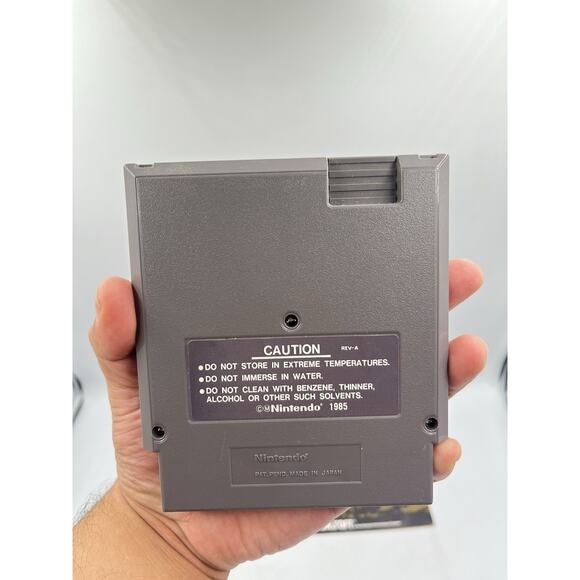 CAUTION REV-A
•DO NOT STORE IN EXTREME TEMPERATURES.
•DO NOT IMMERSE IN WATER.
•DO NOT CLEAN WITH BENZENE, THINNER,
ALCOHOL OR OTHER SUCH SOLVENTS.
©ⓂNintendo® 1985
Nintendo®
PAT. PEND. MADE IN JAPAN